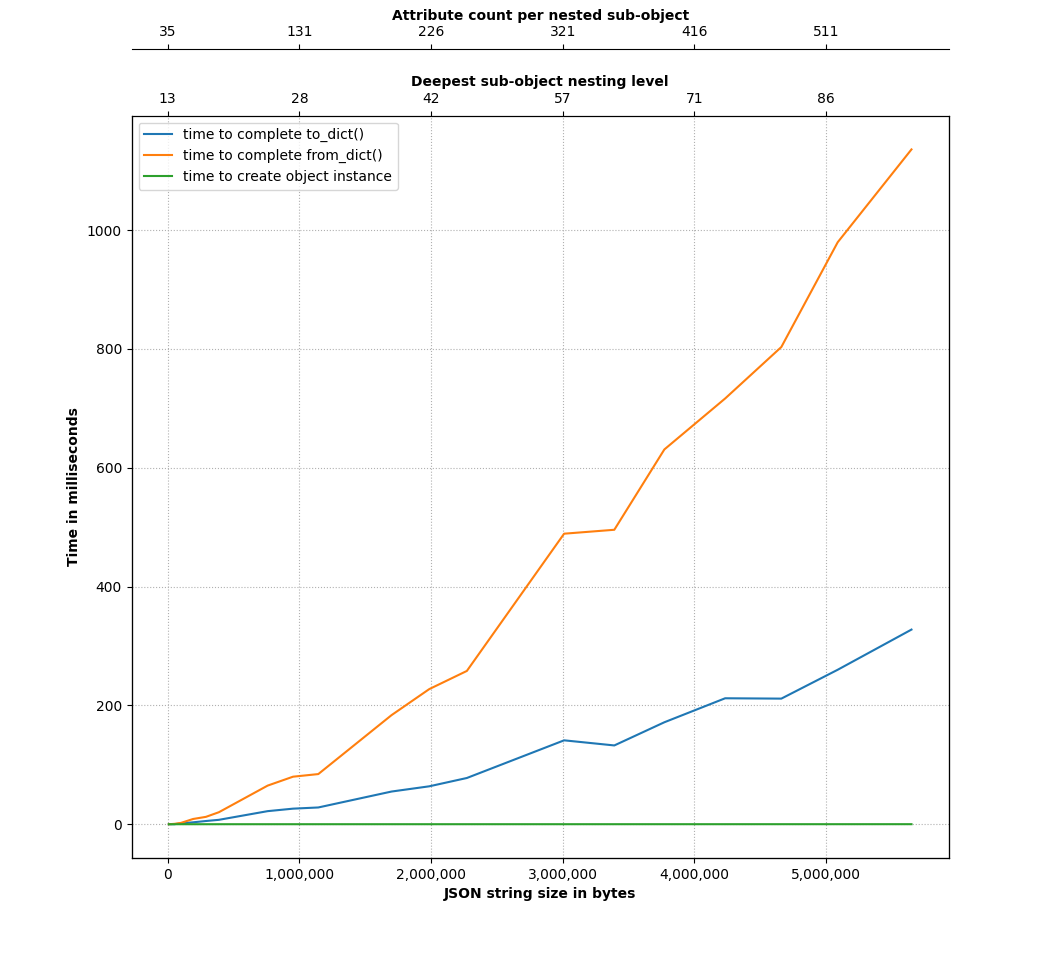 Attribute count per nested sub-object
35 131 226 321 416 511
Deepest sub-object nesting level
13 28 42 57 71 86
time to complete to_dict()
time to complete from_dict()
time to create object instance
1000
800
600
400
200
0
Time in milliseconds
0 1,000,000 2,000,000 3,000,000 4,000,000 5,000,000
JSON string size in bytes